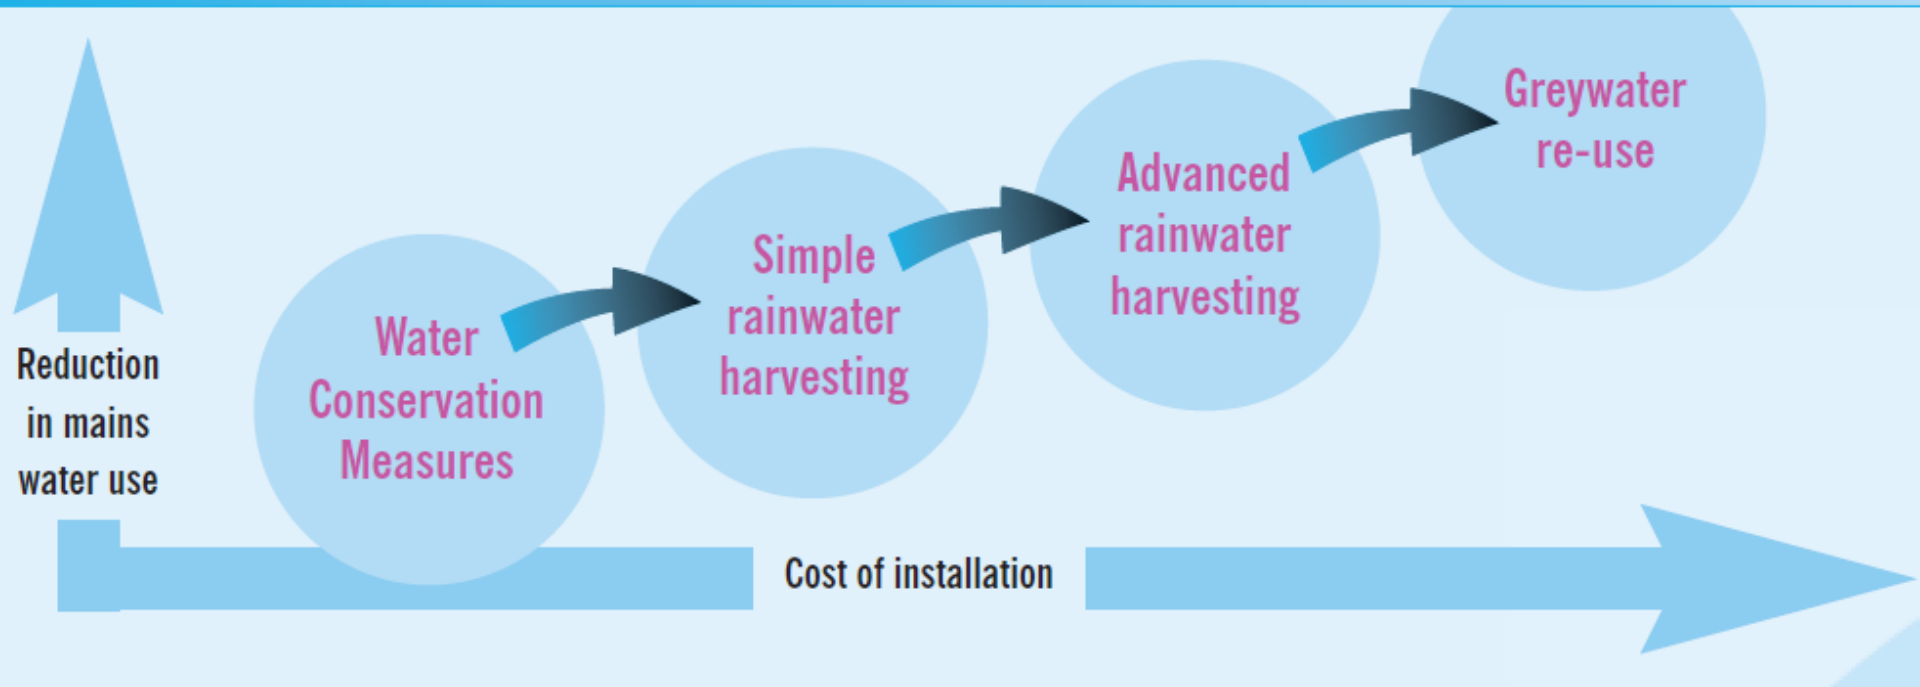 Reduction
in mains
water use
Water
Conservation
Measures
Simple
rainwater
harvesting
Advanced
rainwater
harvesting
Greywater
re-use
Cost of installation